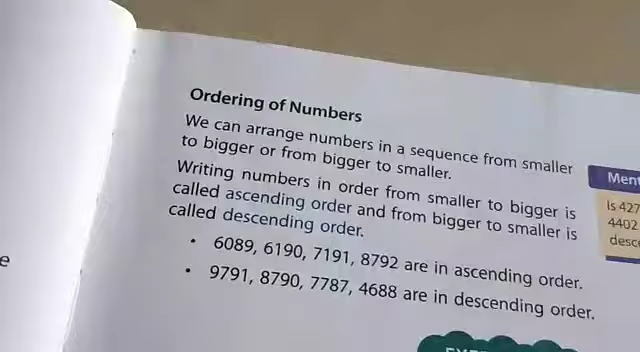 Ordering of Numbers
We can arrange numbers in a sequence from smaller
to bigger or from bigger to smaller.
Writing numbers in order from smaller to bigger is
called ascending order and from bigger to smaller is
called descending order.
• 6089, 6190, 7191, 8792 are in ascending order.
• 9791, 8790, 7787, 4688 are in descending order.
Is 427
4402
e